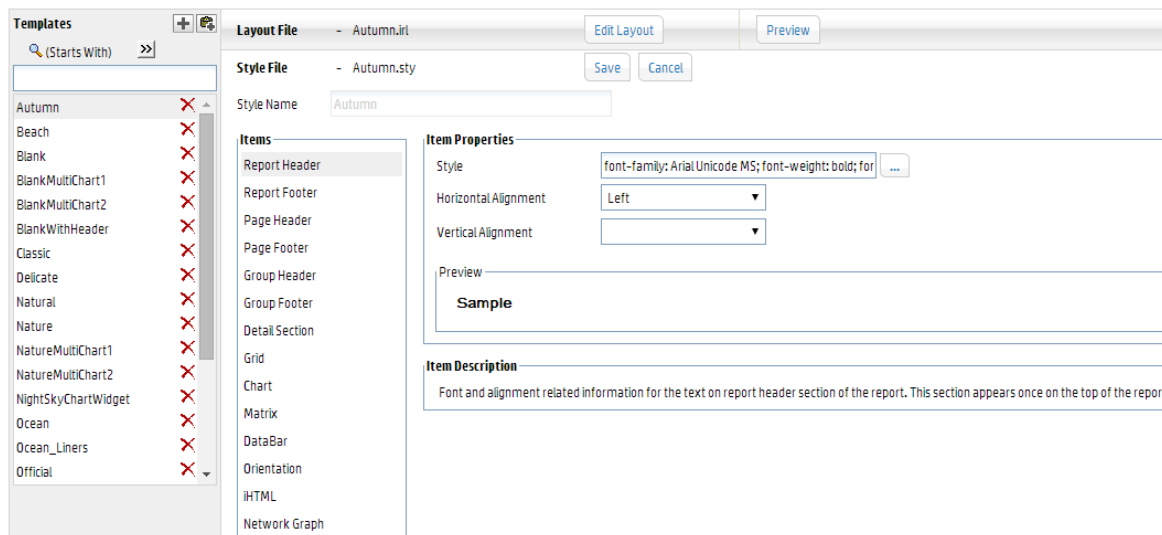 Templates
(Starts With) >>
Autumn
Beach
Blank
BlankMultiChart1
BlankMultiChart2
BlankWithHeader
Classic
Delicate
Natural
Nature
NatureMultiChart1
NatureMultiChart2
NightSkyChartWidget
Ocean
Ocean_Liners
Official
Layout File - Autumn.irl Edit Layout Preview
Style File - Autumn.sty Save Cancel
Style Name Autumn
Items
Report Header
Report Footer
Page Header
Page Footer
Group Header
Group Footer
Detail Section
Grid
Chart
Matrix
DataBar
Orientation
iHTML
Network Graph
Item Properties
Style font-family: Arial Unicode MS; font-weight: bold; for ...
Horizontal Alignment Left
Vertical Alignment
Preview
Sample
Item Description
Font and alignment related information for the text on report header section of the report. This section appears once on the top of the repor